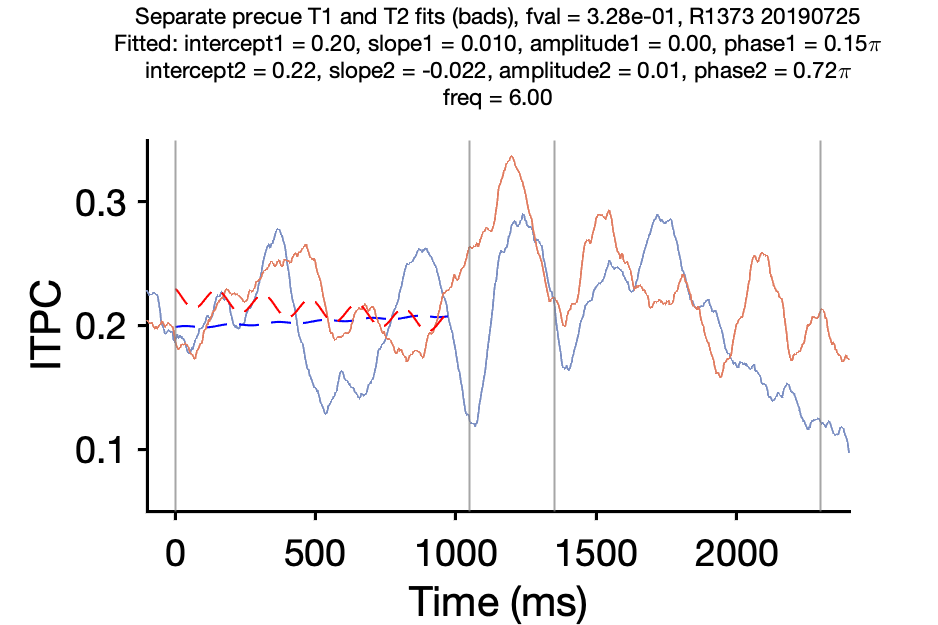 Separate precue T1 and T2 fits (bads), fval = 3.28e-01, R1373 20190725
Fitted: intercept1 = 0.20, slope1 = 0.010, amplitude1 = 0.00, phase1 = 0.15π
intercept2 = 0.22, slope2 = -0.022, amplitude2 = 0.01, phase2 = 0.72π
freq = 6.00
0.3
0.2
0.1
ITPC
0 500 1000 1500 2000
Time (ms)